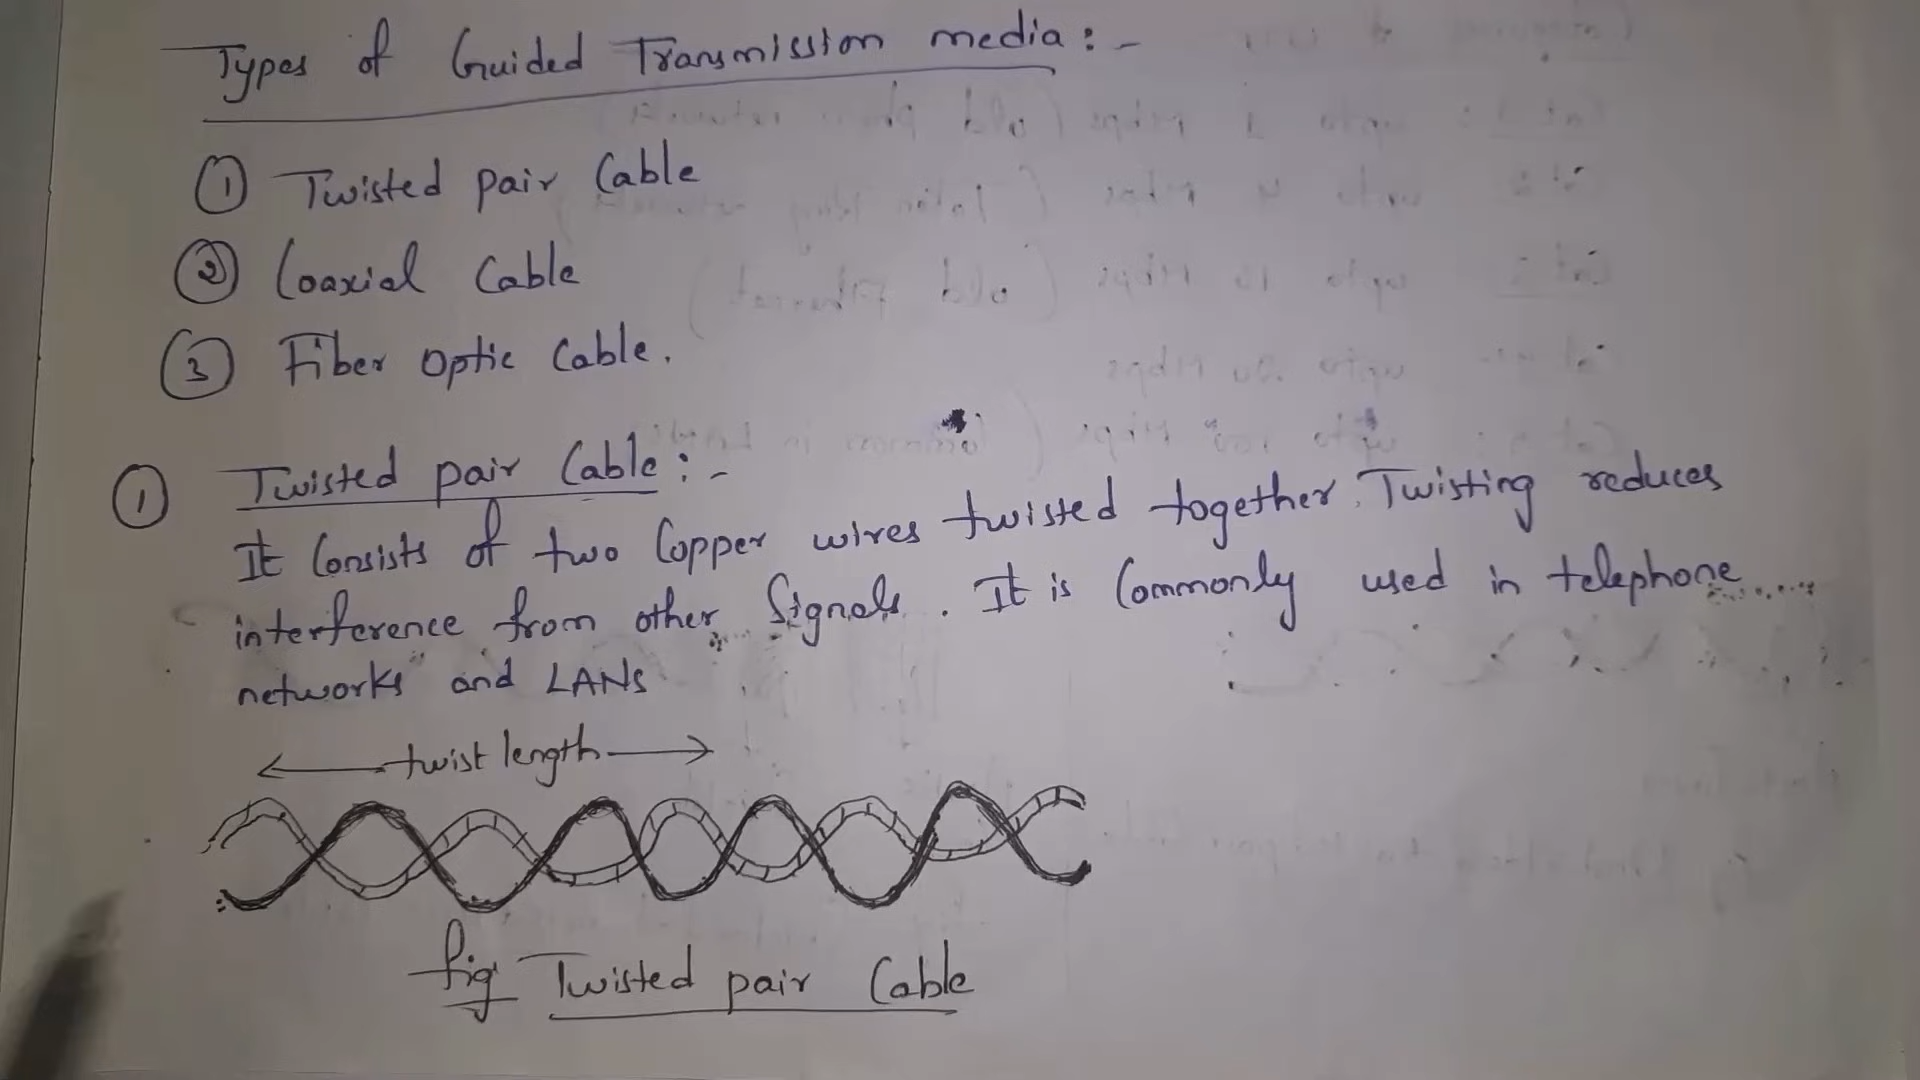 Types of Guided Transmission media:-
① Twisted pair Cable
② Coaxial Cable
③ Fiber Optic Cable.
① Twisted pair Cable:-
It Consists of two Copper wires twisted together. Twisting reduces
interference from other Signals. It is Commonly used in telephone
networks and LANs
twist length
fig Twisted pair Cable